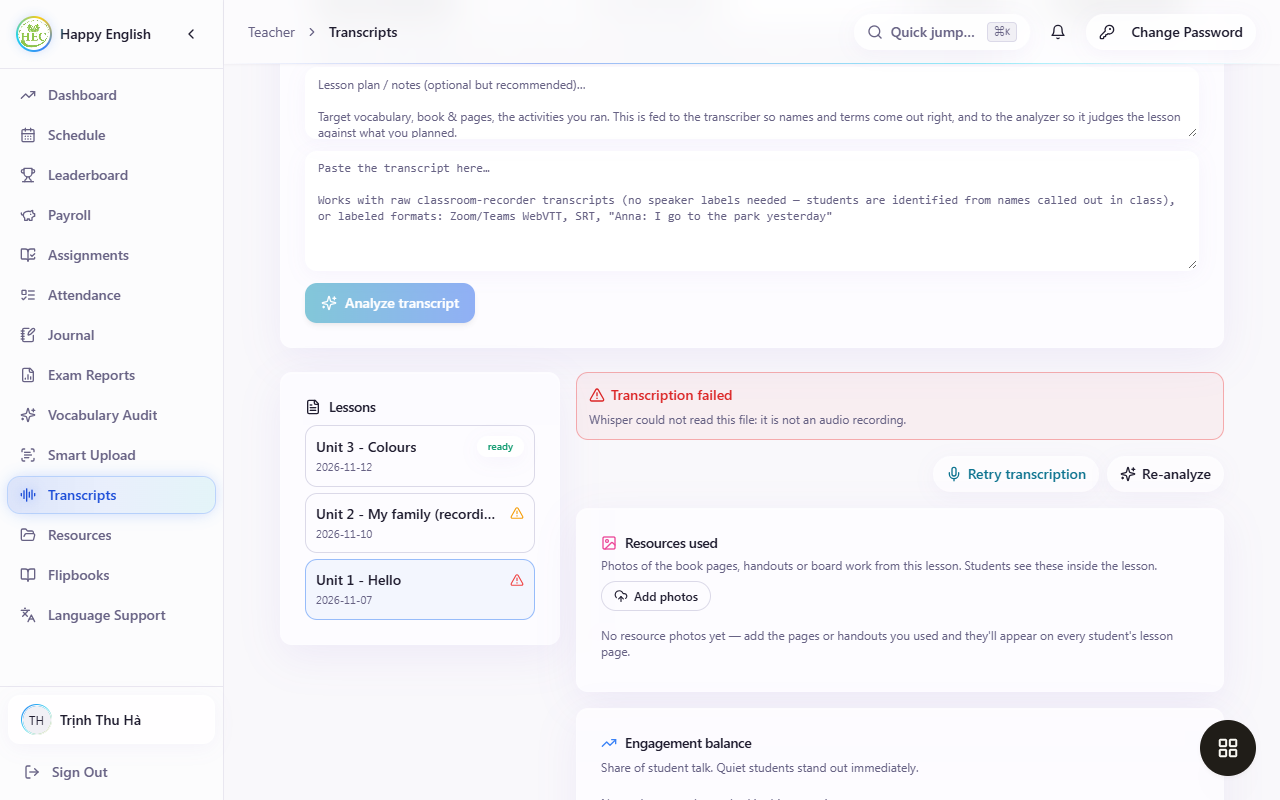 HEC
Happy English
Dashboard
Schedule
Leaderboard
Payroll
Assignments
Attendance
Journal
Exam Reports
Vocabulary Audit
Smart Upload
Transcripts
Resources
Flipbooks
Language Support
TH
Trịnh Thu Hà
Sign Out
Teacher > Transcripts
Quick jump... ⌘K
Change Password
Lesson plan / notes (optional but recommended)...
Target vocabulary, book & pages, the activities you ran. This is fed to the transcriber so names and terms come out right, and to the analyzer so it judges the lesson
against what you planned.
Paste the transcript here…
Works with raw classroom-recorder transcripts (no speaker labels needed — students are identified from names called out in class),
or labeled formats: Zoom/Teams WebVTT, SRT, "Anna: I go to the park yesterday"
Analyze transcript
Lessons
Unit 3 - Colours
ready
2026-11-12
Unit 2 - My family (recordi...
2026-11-10
Unit 1 - Hello
2026-11-07
Transcription failed
Whisper could not read this file: it is not an audio recording.
Retry transcription
Re-analyze
Resources used
Photos of the book pages, handouts or board work from this lesson. Students see these inside the lesson.
Add photos
No resource photos yet — add the pages or handouts you used and they'll appear on every student's lesson
page.
Engagement balance
Share of student talk. Quiet students stand out immediately.